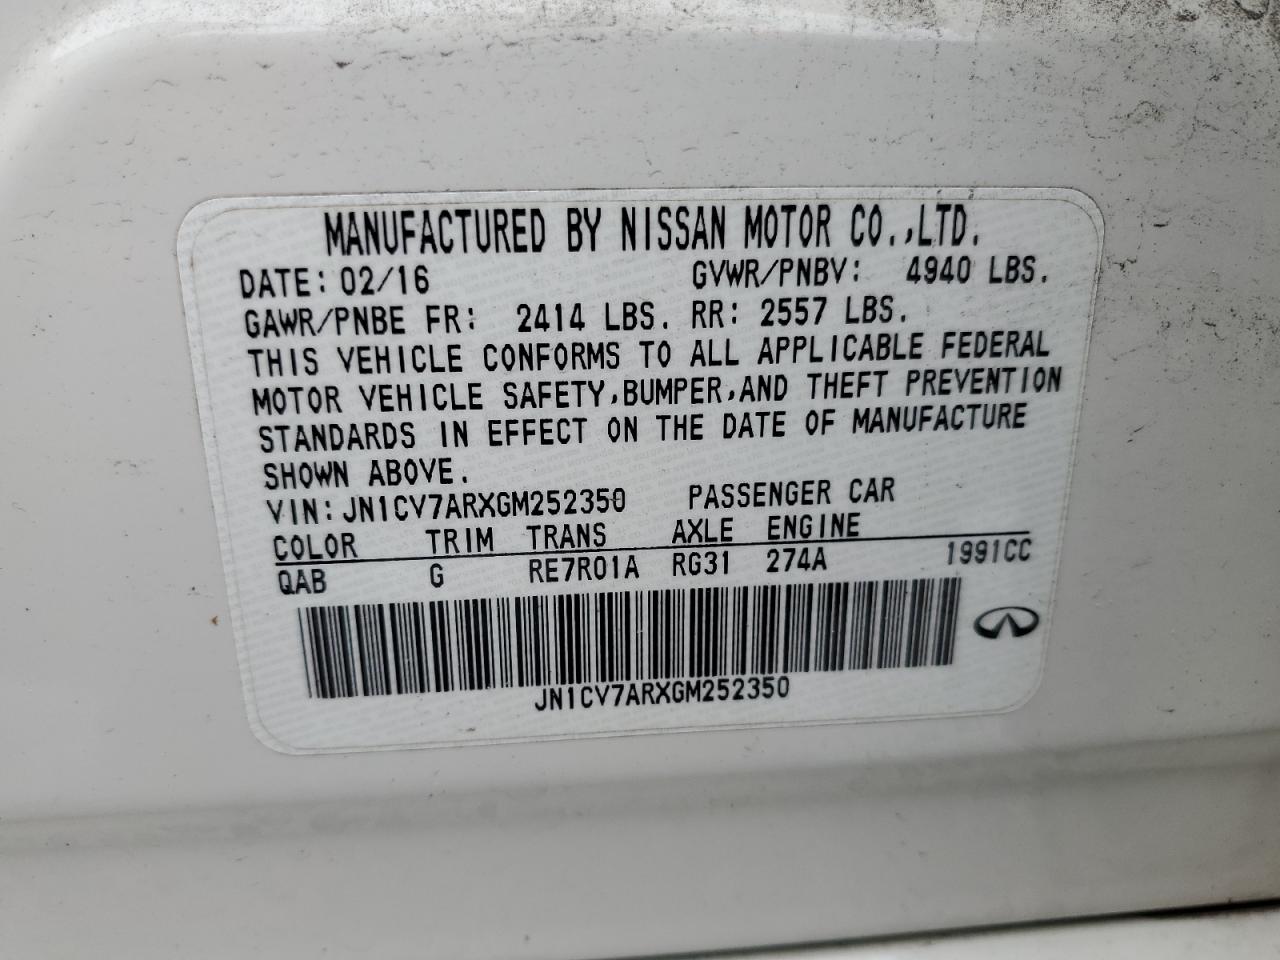 MANUFACTURED BY NISSAN MOTOR CO.,LTD.
DATE: 02/16 GVWR/PNBV: 4940 LBS.
GAWR/PNBE FR: 2414 LBS. RR: 2557 LBS.
THIS VEHICLE CONFORMS TO ALL APPLICABLE FEDERAL
MOTOR VEHICLE SAFETY,BUMPER,AND THEFT PREVENTION
STANDARDS IN EFFECT ON THE DATE OF MANUFACTURE
SHOWN ABOVE.
VIN: JN1CV7ARXGM252350 PASSENGER CAR
COLOR TRIM TRANS AXLE ENGINE
QAB G RE7R01A RG31 274A 1991CC
JN1CV7ARXGM252350